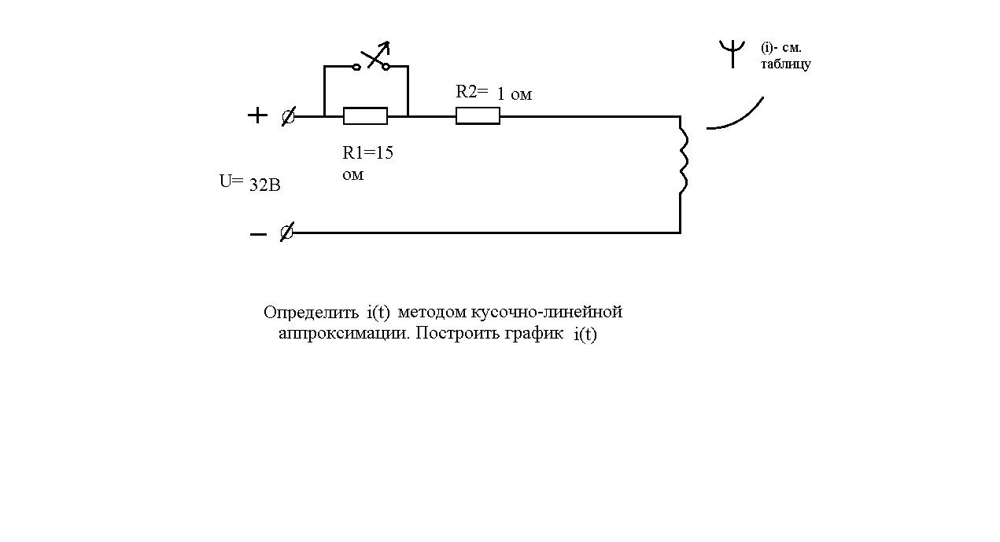 Ψ (i)- см.
таблицу
R2= 1 ом
+
R1=15
ом
U= 32В
−
Определить i(t) методом кусочно-линейной
аппроксимации. Построить график i(t)